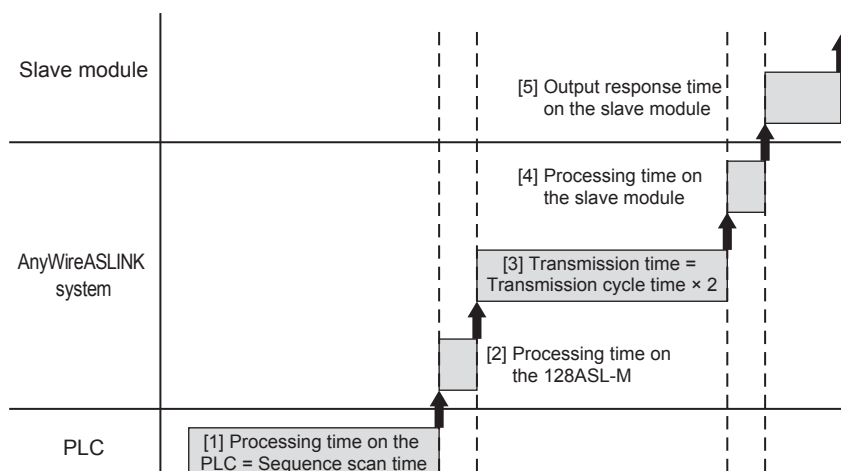 Slave module
[5] Output response time
on the slave module
[4] Processing time on
the slave module
AnyWireASLINK
system
[3] Transmission time =
Transmission cycle time × 2
[2] Processing time on
the 128ASL-M
PLC
[1] Processing time on the
PLC = Sequence scan time